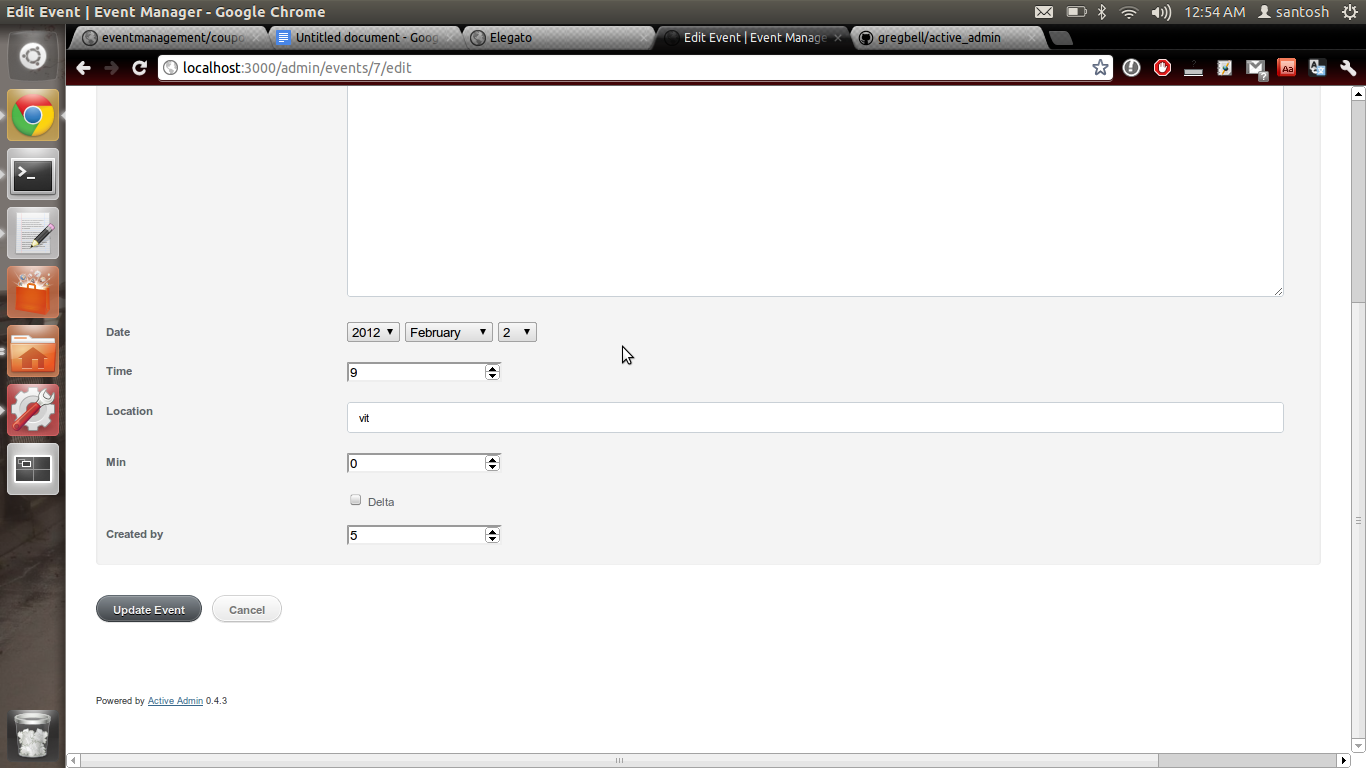 Edit Event | Event Manager - Google Chrome
12:54 AM santosh
eventmanagement/coupo
Untitled document - Goog
Elegato
Edit Event | Event Manage
gregbell/active_admin
localhost:3000/admin/events/7/edit
Aa
Date 2012 February 2
Time 9
Location vit
Min 0
Delta
Created by 5
Update Event Cancel
Powered by Active Admin 0.4.3